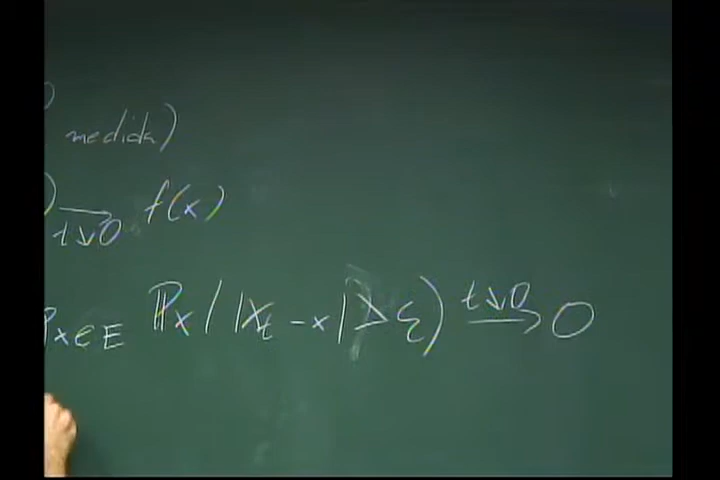 medida)
) →t↓0 f(x)
x∈E ℙx(|Xt - x| > ε) →t↓0 0